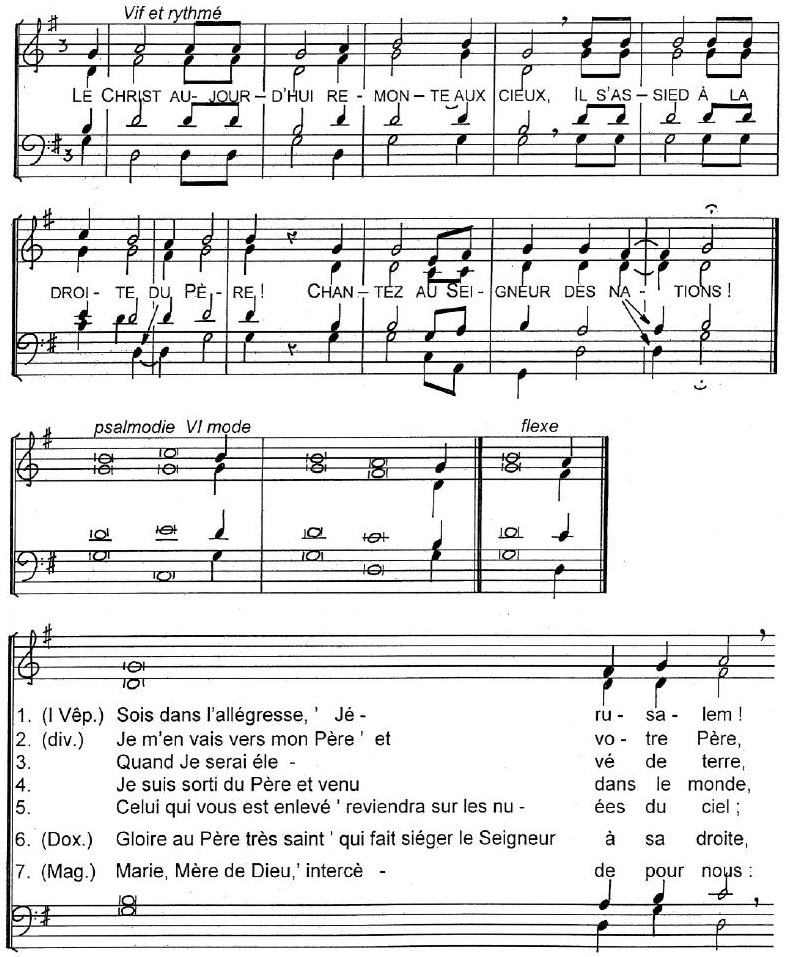 Vif et rythmé
3
LE CHRIST AU- JOUR – D'HUI RE - MON – TE AUX CIEUX, IL S'AS – SIED À LA
3
DROI - TE DU PÈ – RE ! CHAN – TEZ AU SEI - GNEUR DES NA - TIONS !
psalmodie VI mode flexe
1. (I Vêp.) Sois dans l'allégresse, ' Jé - ru - sa - lem !
2. (div.) Je m'en vais vers mon Père ' et vo - tre Père,
3. Quand Je serai éle - vé de terre,
4. Je suis sorti du Père et venu dans le monde,
5. Celui qui vous est enlevé ' reviendra sur les nu - ées du ciel ;
6. (Dox.) Gloire au Père très saint ' qui fait siéger le Seigneur à sa droite,
7. (Mag.) Marie, Mère de Dieu,' intercè - de pour nous :